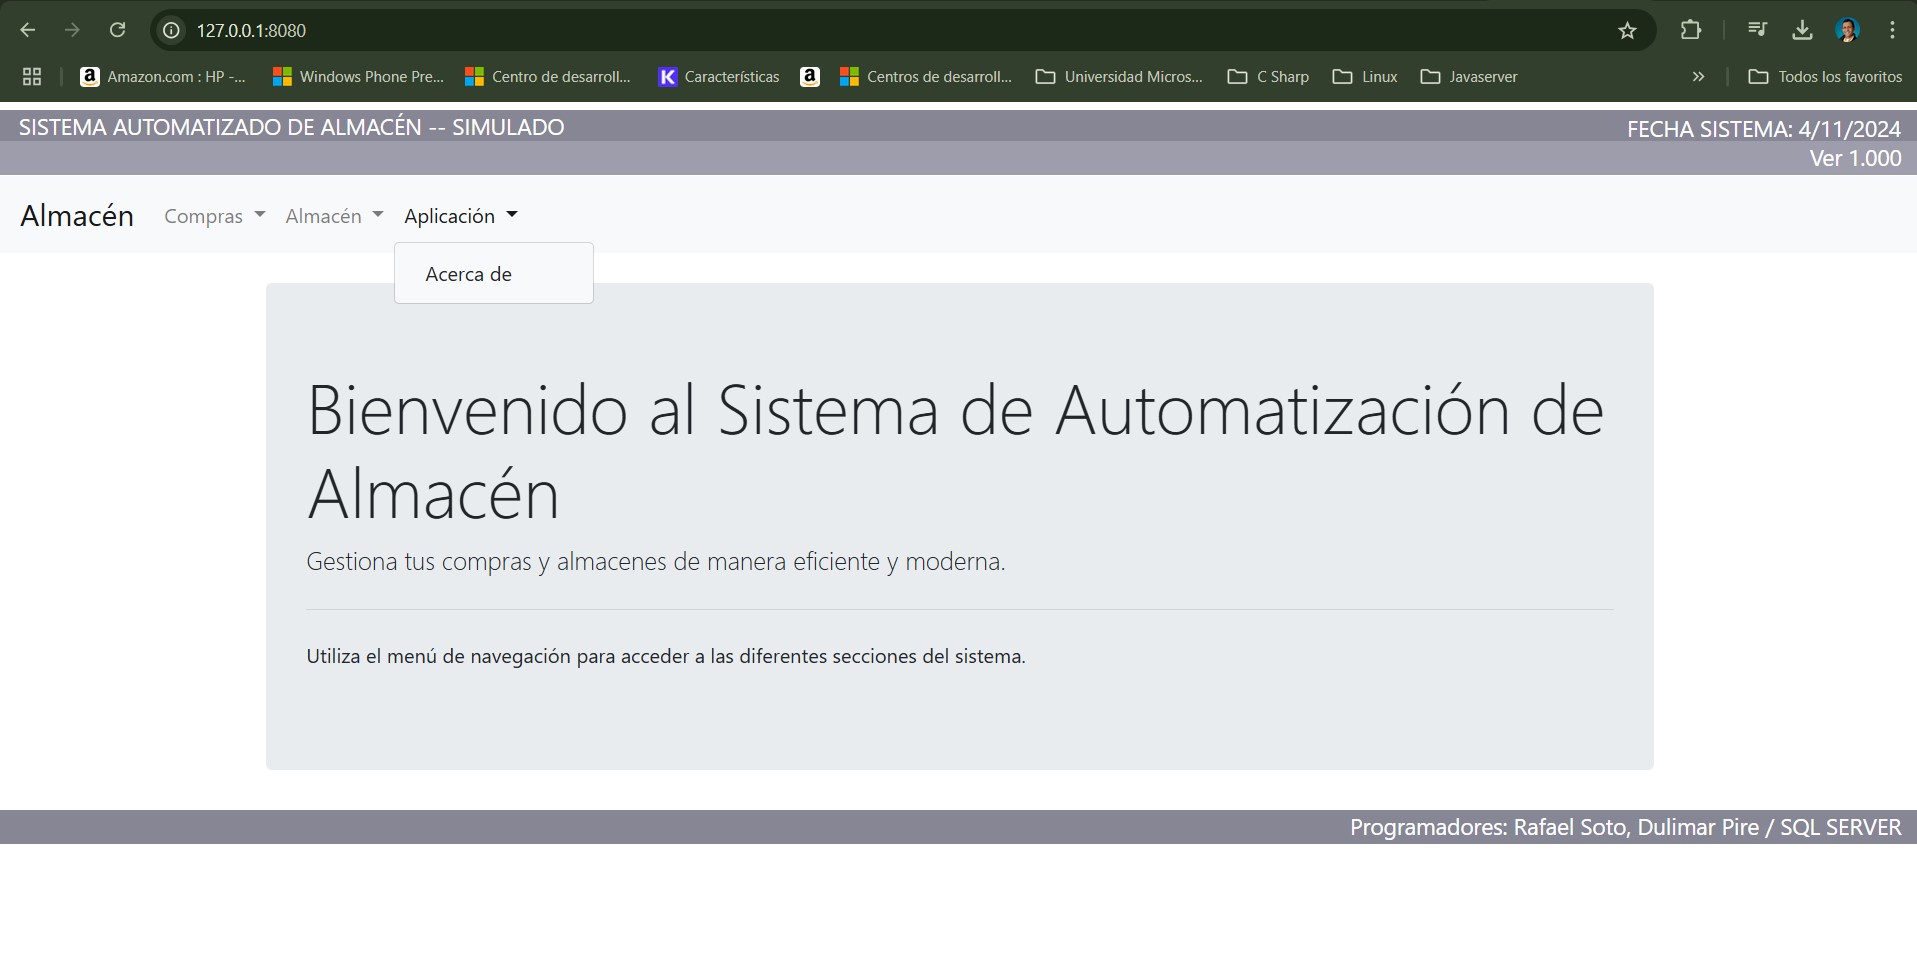 127.0.0.1:8080
Amazon.com : HP -... Windows Phone Pre... Centro de desarroll... K Características a Centros de desarroll... Universidad Micros... C Sharp Linux Javaserver » Todos los favoritos
SISTEMA AUTOMATIZADO DE ALMACÉN -- SIMULADO
FECHA SISTEMA: 4/11/2024
Ver 1.000
Almacén Compras Almacén Aplicación
Acerca de
Bienvenido al Sistema de Automatización de
Almacén
Gestiona tus compras y almacenes de manera eficiente y moderna.
Utiliza el menú de navegación para acceder a las diferentes secciones del sistema.
Programadores: Rafael Soto, Dulimar Pire / SQL SERVER